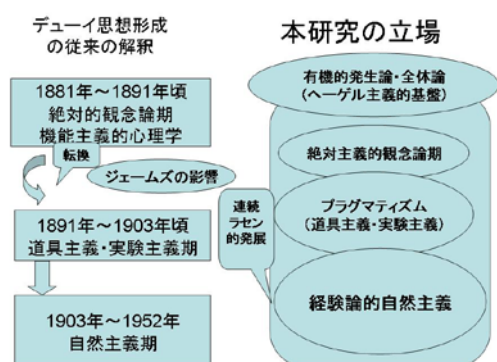 デューイ思想形成
の従来の解釈
1881年～1891年頃
絶対的観念論期
機能主義的心理学
転換
ジェームズの影響
1891年～1903年頃
道具主義・実験主義期
1903年～1952年
自然主義期
本研究の立場
有機的発生論・全体論
(ヘーゲル主義的基盤)
絶対主義的観念論期
プラグマティズム
(道具主義・実験主義)
連続
ラセン
的発展
経験論的自然主義